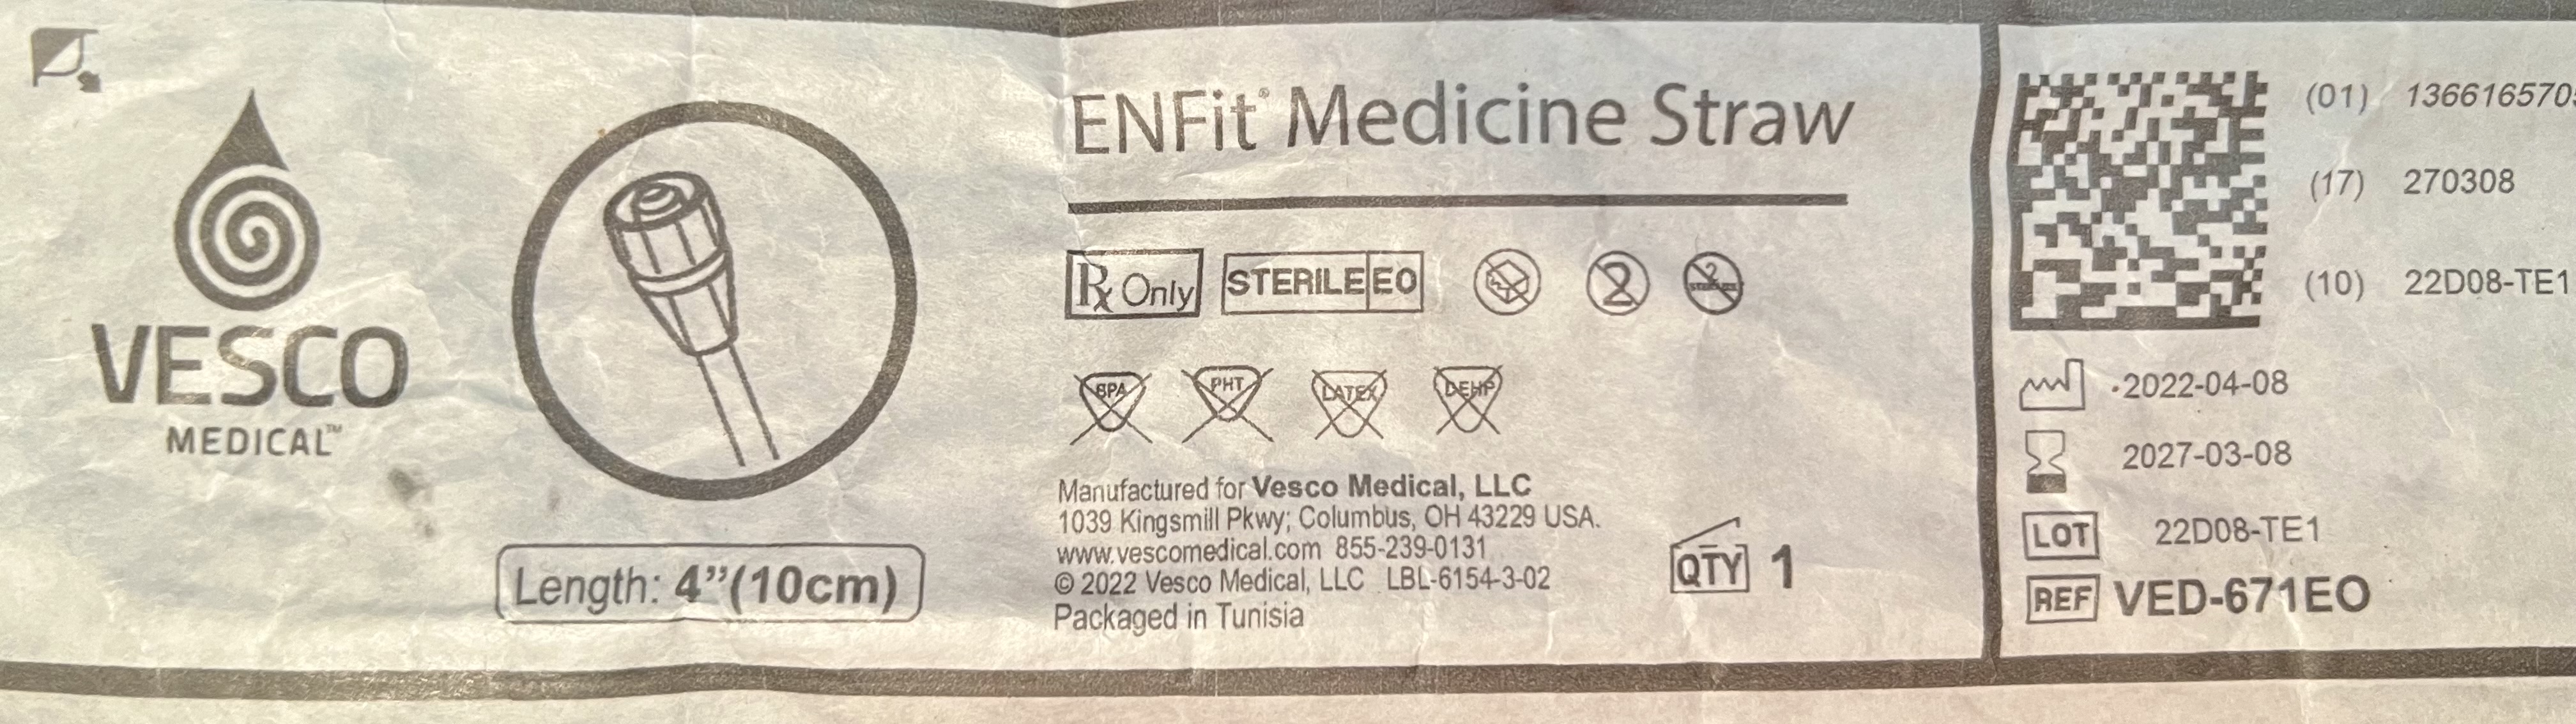 VESCO
MEDICAL™
Length: 4”(10cm)
ENFit® Medicine Straw
Rx Only
STERILE EO
2
2
BPA
PHT
LATEX
DEHP
Manufactured for Vesco Medical, LLC
1039 Kingsmill Pkwy; Columbus, OH 43229 USA.
www.vescomedical.com 855-239-0131
© 2022 Vesco Medical, LLC LBL-6154-3-02
Packaged in Tunisia
QTY 1
(01)
(17) 270308
(10) 22D08-TE1
2022-04-08
2027-03-08
LOT 22D08-TE1
REF VED-671EO